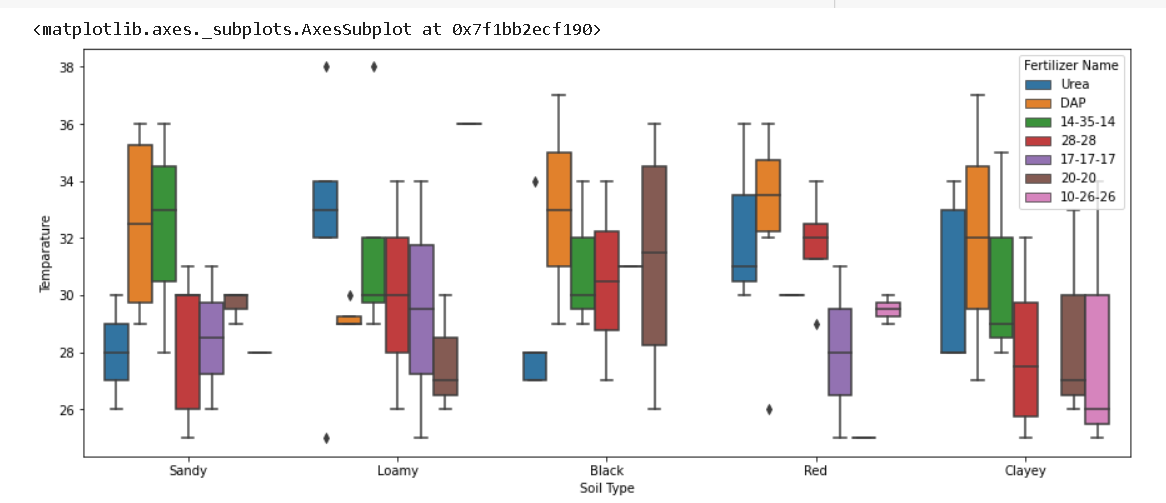 <matplotlib.axes._subplots.AxesSubplot at 0x7f1bb2ecf190>
38
36
34
32
30
28
26
Temparature
Fertilizer Name
Urea
DAP
14-35-14
28-28
17-17-17
20-20
10-26-26
Sandy Loamy Black Red Clayey
Soil Type